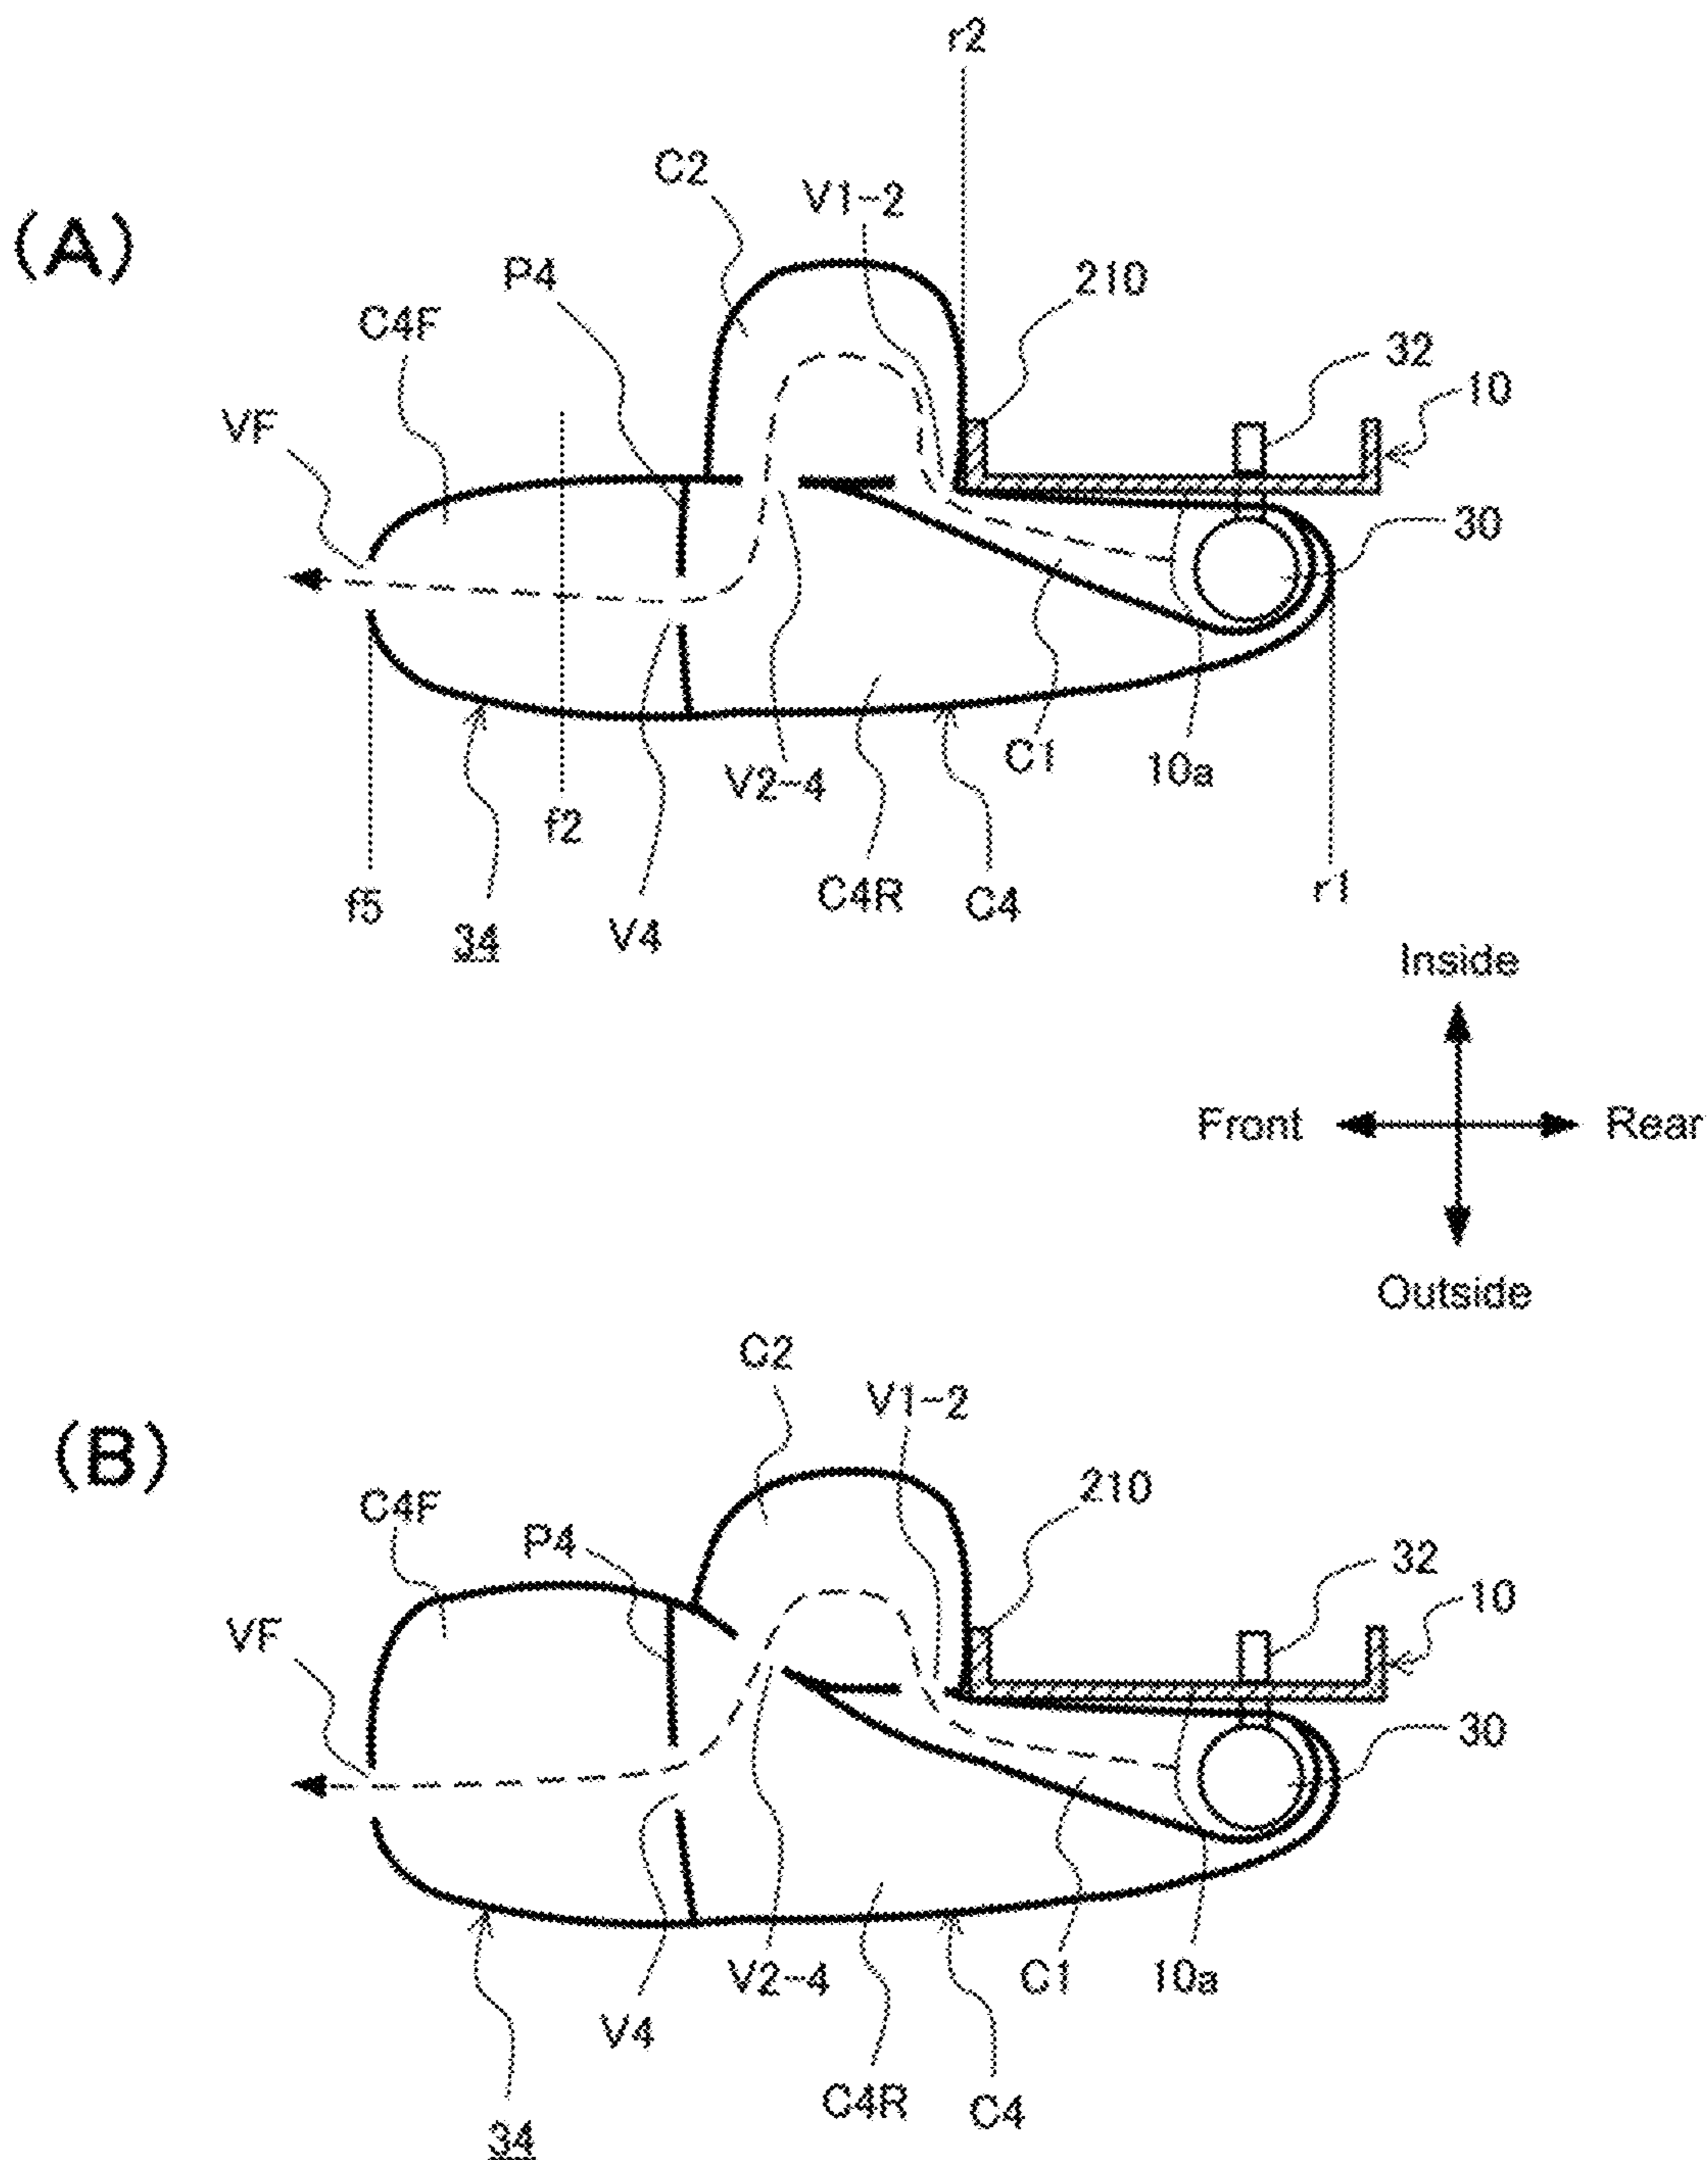 r2
C2
V1-2
(A)
P4
210
C4F
32
10
VF
30
C1
10a
V2-4
f2
C4R
r1
f5
C4
34
V4
Inside
Front
Rear
Outside
C2
V1-2
(B)
210
C4F
P4
32
10
VF
30
V2-4
C1
10a
V4
C4R
C4
34